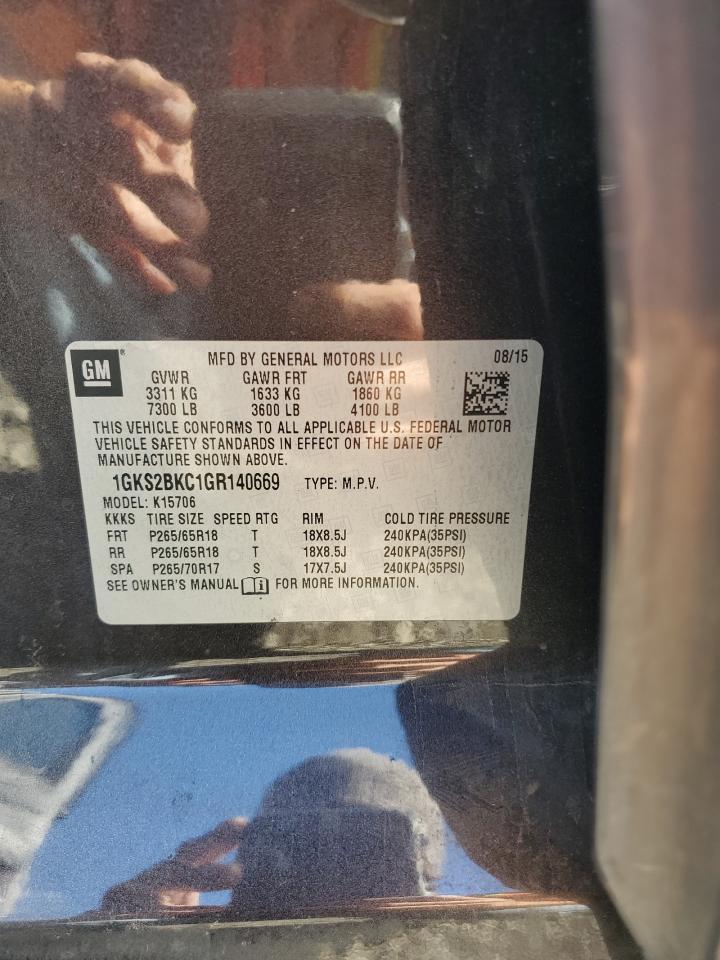 GM ® MFD BY GENERAL MOTORS LLC 08/15
GVWR GAWR FRT GAWR RR
3311 KG 1633 KG 1860 KG
7300 LB 3600 LB 4100 LB
THIS VEHICLE CONFORMS TO ALL APPLICABLE U.S. FEDERAL MOTOR
VEHICLE SAFETY STANDARDS IN EFFECT ON THE DATE OF
MANUFACTURE SHOWN ABOVE.
1GKS2BKC1GR140669 TYPE: M.P.V.
MODEL: K15706
KKKS TIRE SIZE SPEED RTG RIM COLD TIRE PRESSURE
FRT P265/65R18 T 18X8.5J 240KPA(35PSI)
RR P265/65R18 T 18X8.5J 240KPA(35PSI)
SPA P265/70R17 S 17X7.5J 240KPA(35PSI)
SEE OWNER'S MANUAL i FOR MORE INFORMATION.